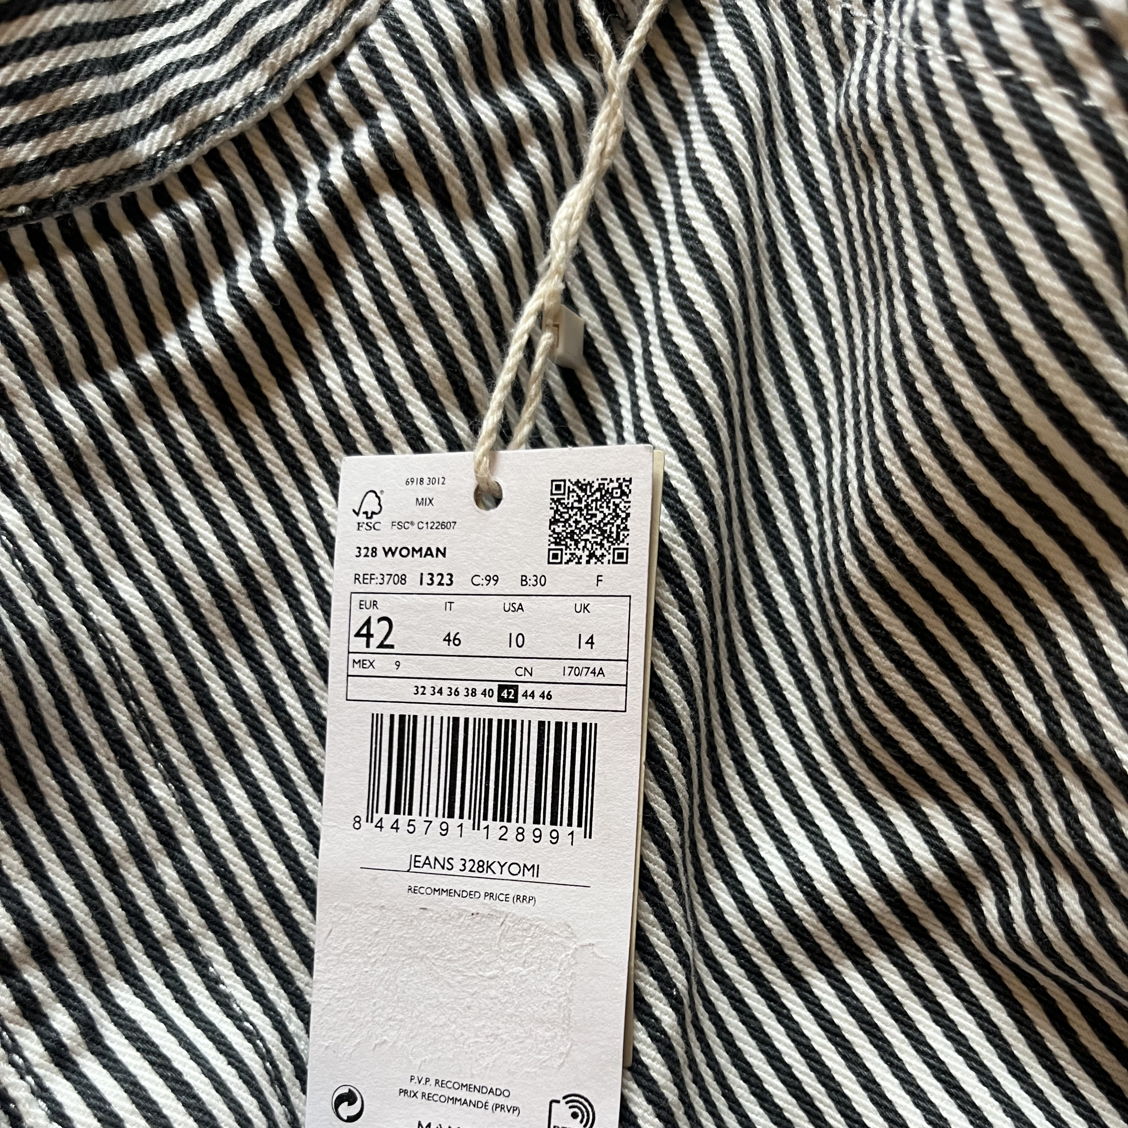 6918 3012
MIX
FSC FSC® C122607
328 WOMAN
REF:3708 1323 C:99 B:30 F
EUR IT USA UK
42 46 10 14
MEX 9 CN 170/74A
32 34 36 38 40 42 44 46
8 445791 128991
JEANS 328KYOMI
RECOMMENDED PRICE (RRP)
P.V.P. RECOMENDADO
PRIX RECOMMANDÉ (PRVP)